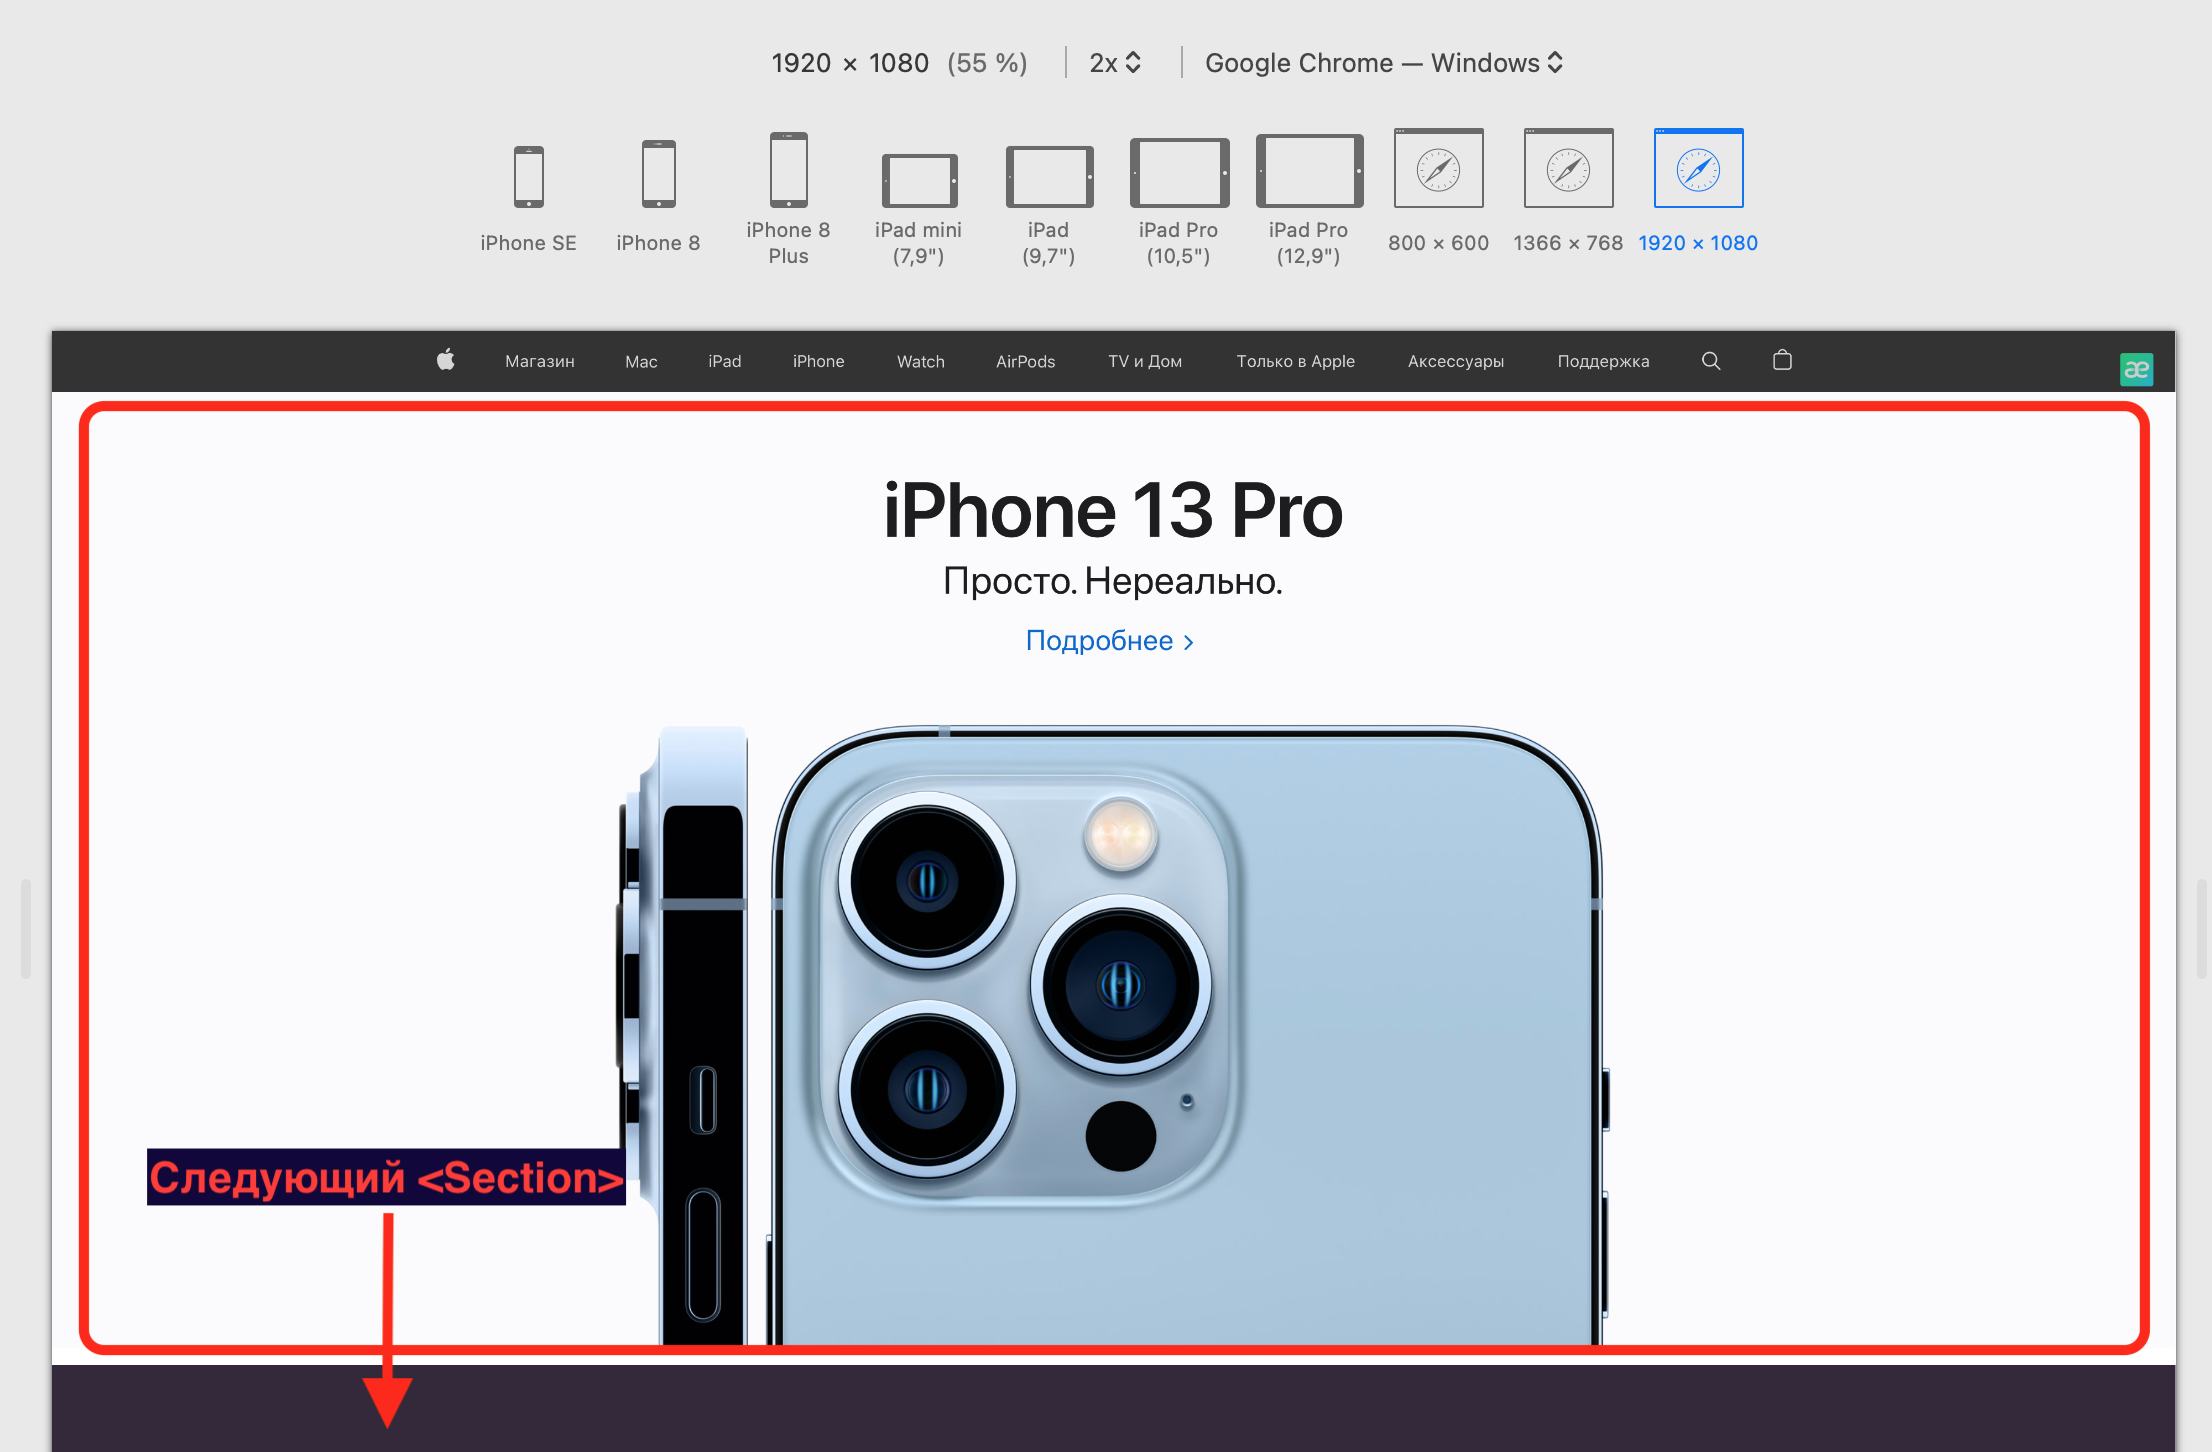 1920 × 1080 (55 %) 2x Google Chrome — Windows
iPhone SE
iPhone 8
iPhone 8
Plus
iPad mini
(7,9")
iPad
(9,7")
iPad Pro
(10,5")
iPad Pro
(12,9")
800 × 600
1366 × 768
1920 × 1080
Магазин Mac iPad iPhone Watch AirPods TV и Дом Только в Apple Аксессуары Поддержка
æ
iPhone 13 Pro
Просто. Нереально.
Подробнее >
Следующий <Section>